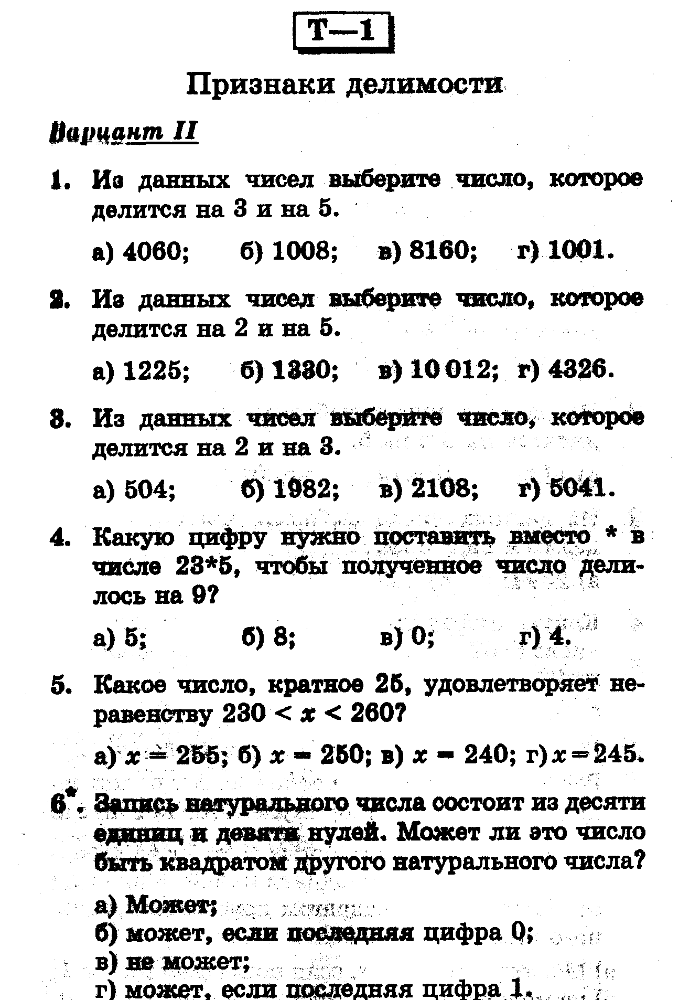 Т—1
Признаки делимости
Вариант II
1. Из данных чисел выберите число, которое
делится на 3 и на 5.
а) 4060; б) 1008; в) 8160; г) 1001.
2. Из данных чисел выберите число, которое
делится на 2 и на 5.
а) 1225; б) 1330; в) 10 012; г) 4326.
3. Из данных чисел выберите число, которое
делится на 2 и на 3.
а) 504; б) 1982; в) 2108; г) 5041.
4. Какую цифру нужно поставить вместо * в
числе 23*5, чтобы полученное число дели-
лось на 9?
а) 5; б) 8; в) 0; г) 4.
5. Какое число, кратное 25, удовлетворяет не-
равенству 230 < x < 260?
а) x = 255; б) x = 250; в) x = 240; г) x = 245.
6*. Запись натурального числа состоит из десяти
единиц и девяти нулей. Может ли это число
быть квадратом другого натурального числа?
а) Может;
б) может, если последняя цифра 0;
в) не может;
г) может, если последняя цифра 1.